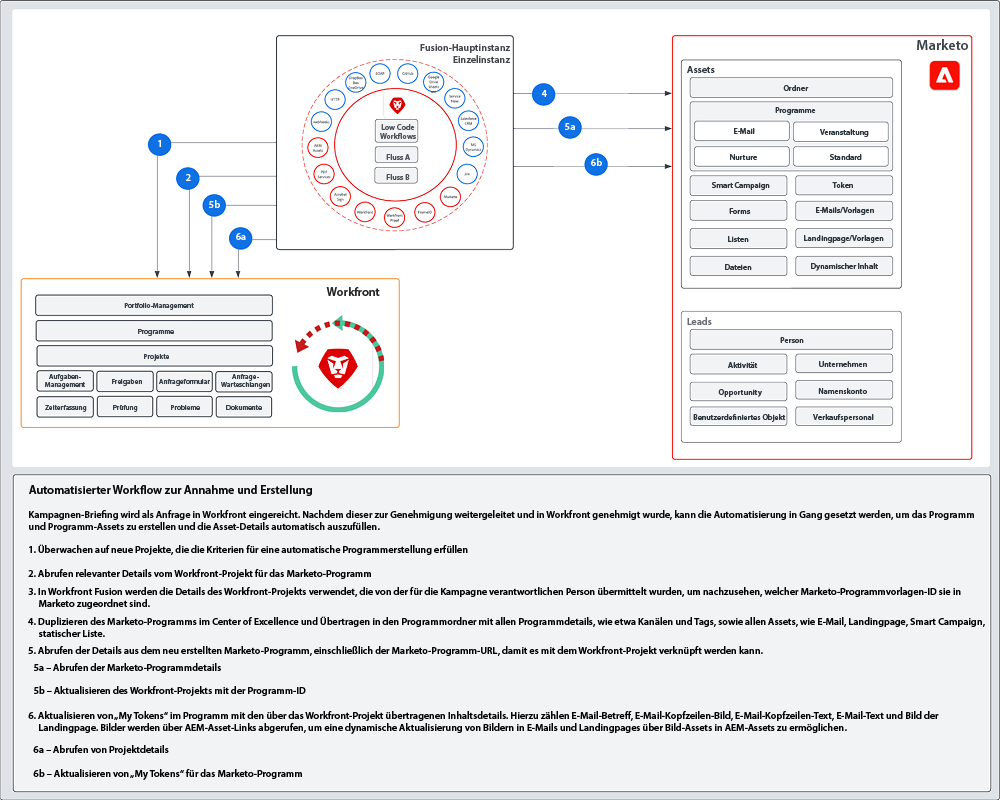 Fusion-Hauptinstanz
Einzelinstanz
SOAP
GitHub
HTTP
Webhooks
AEM
Assets
PDF
Services
Acrobat
Sign
Workfront
Workfront
Proof
Marketo
Jira
MS
Dynamics
Low Code
Workflows
Fluss A
Fluss B
1
2
5b
6a
4
5a
6b
Workfront
Portfolio-Management
Programme
Projekte
Aufgaben-
Management
Freigaben
Anfrageformular
Anfrage-
Warteschlangen
Zeiterfassung
Prüfung
Probleme
Dokumente
Marketo
Assets
Ordner
Programme
E-Mail
Veranstaltung
Nurture
Standard
Smart Campaign
Token
Forms
E-Mails/Vorlagen
Listen
Landingpage/Vorlagen
Dateien
Dynamischer Inhalt
Leads
Person
Aktivität
Unternehmen
Opportunity
Namenskonto
Benutzerdefiniertes Objekt
Verkaufspersonal
Automatisierter Workflow zur Annahme und Erstellung
Kampagnen-Briefing wird als Anfrage in Workfront eingereicht. Nachdem dieser zur Genehmigung weitergeleitet und in Workfront genehmigt wurde, kann die Automatisierung in Gang gesetzt werden, um das Programm
und Programm-Assets zu erstellen und die Asset-Details automatisch auszufüllen.
1. Überwachen auf neue Projekte, die die Kriterien für eine automatische Programmerstellung erfüllen
2. Abrufen relevanter Details vom Workfront-Projekt für das Marketo-Programm
3. In Workfront Fusion werden die Details des Workfront-Projekts verwendet, die von der für die Kampagne verantwortlichen Person übermittelt wurden, um nachzusehen, welcher Marketo-Programmvorlagen-ID sie in
Marketo zugeordnet sind.
4. Duplizieren des Marketo-Programms im Center of Excellence und Übertragen in den Programmordner mit allen Programmdetails, wie etwa Kanälen und Tags, sowie allen Assets, wie E-Mail, Landingpage, Smart Campaign,
statischer Liste.
5. Abrufen der Details aus dem neu erstellten Marketo-Programm, einschließlich der Marketo-Programm-URL, damit es mit dem Workfront-Projekt verknüpft werden kann.
5a – Abrufen der Marketo-Programmdetails
5b – Aktualisieren des Workfront-Projekts mit der Programm-ID
6. Aktualisieren von „My Tokens“ im Programm mit den über das Workfront-Projekt übertragenen Inhaltsdetails. Hierzu zählen E-Mail-Betreff, E-Mail-Kopfzeilen-Bild, E-Mail-Kopfzeilen-Text, E-Mail-Text und Bild der
Landingpage. Bilder werden über AEM-Asset-Links abgerufen, um eine dynamische Aktualisierung von Bildern in E-Mails und Landingpages über Bild-Assets in AEM-Assets zu ermöglichen.
6a – Abrufen von Projektdetails
6b – Aktualisieren von „My Tokens“ für das Marketo-Programm